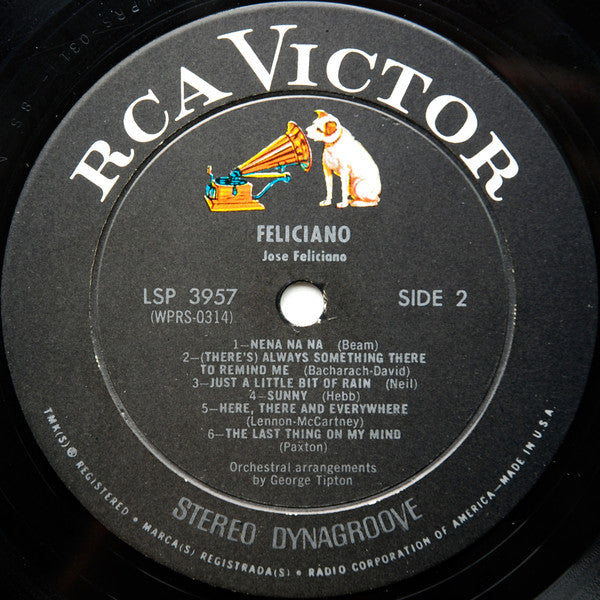 RCA VICTOR
FELICIANO
Jose Feliciano
LSP 3957
(WPRS-0314)
SIDE 2
1—NENA NA NA (Beam)
2—(THERE'S) ALWAYS SOMETHING THERE
TO REMIND ME (Bacharach-David)
3—JUST A LITTLE BIT OF RAIN (Neil)
4—SUNNY (Hebb)
5—HERE, THERE AND EVERYWHERE
(Lennon-McCartney)
6—THE LAST THING ON MY MIND
(Paxton)
Orchestral arrangements
by George Tipton
STEREO DYNAGROOVE
TMK(S) ® REGISTERED • MARCA(S) REGISTRADA(S) • RADIO CORPORATION OF AMERICA—MADE IN U.S.A